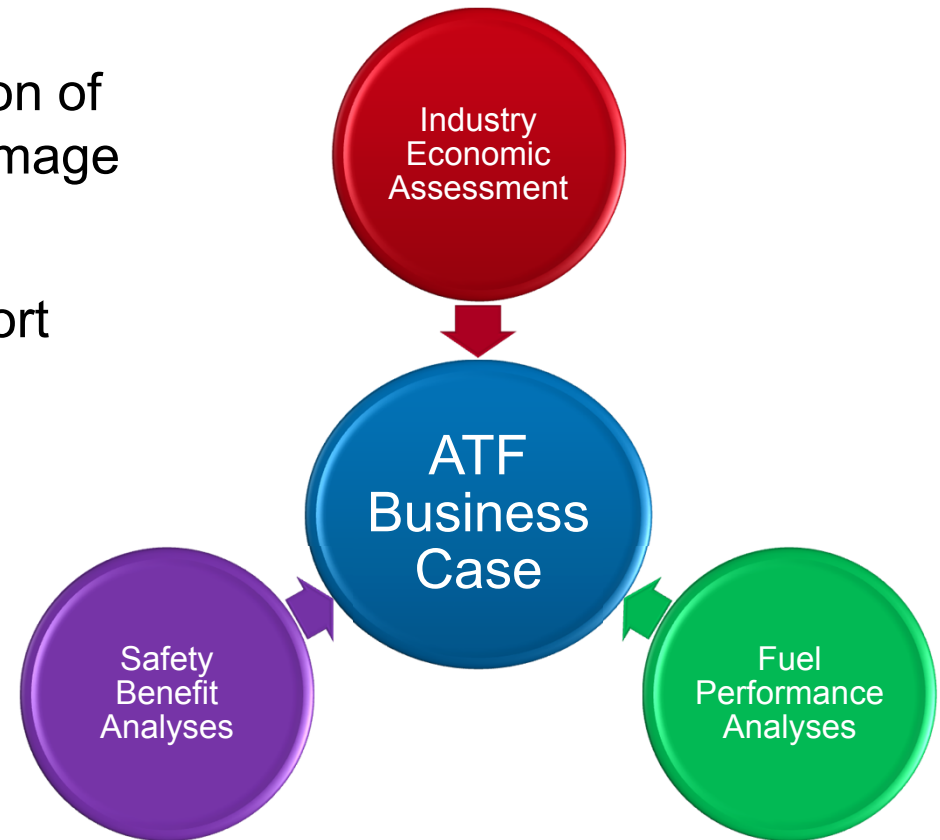 on of
mage
ort
Industry
Economic
Assessment
ATF
Business
Case
Safety
Benefit
Analyses
Fuel
Performance
Analyses